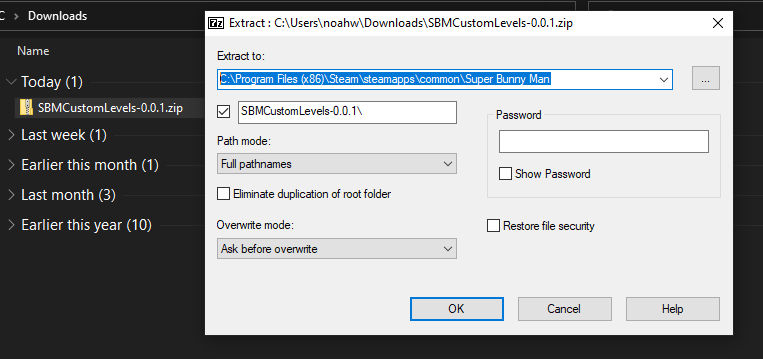 C > Downloads
Name
Today (1)
SBMCustomLevels-0.0.1.zip
Last week (1)
Earlier this month (1)
Last month (3)
Earlier this year (10)
7z Extract : C:\Users\noahw\Downloads\SBMCustomLevels-0.0.1.zip
Extract to:
C:\Program Files (x86)\Steam\steamapps\common\Super Bunny Man
...
SBMCustomLevels-0.0.1\
Path mode:
Full pathnames
Eliminate duplication of root folder
Overwrite mode:
Ask before overwrite
Password
Show Password
Restore file security
OK
Cancel
Help